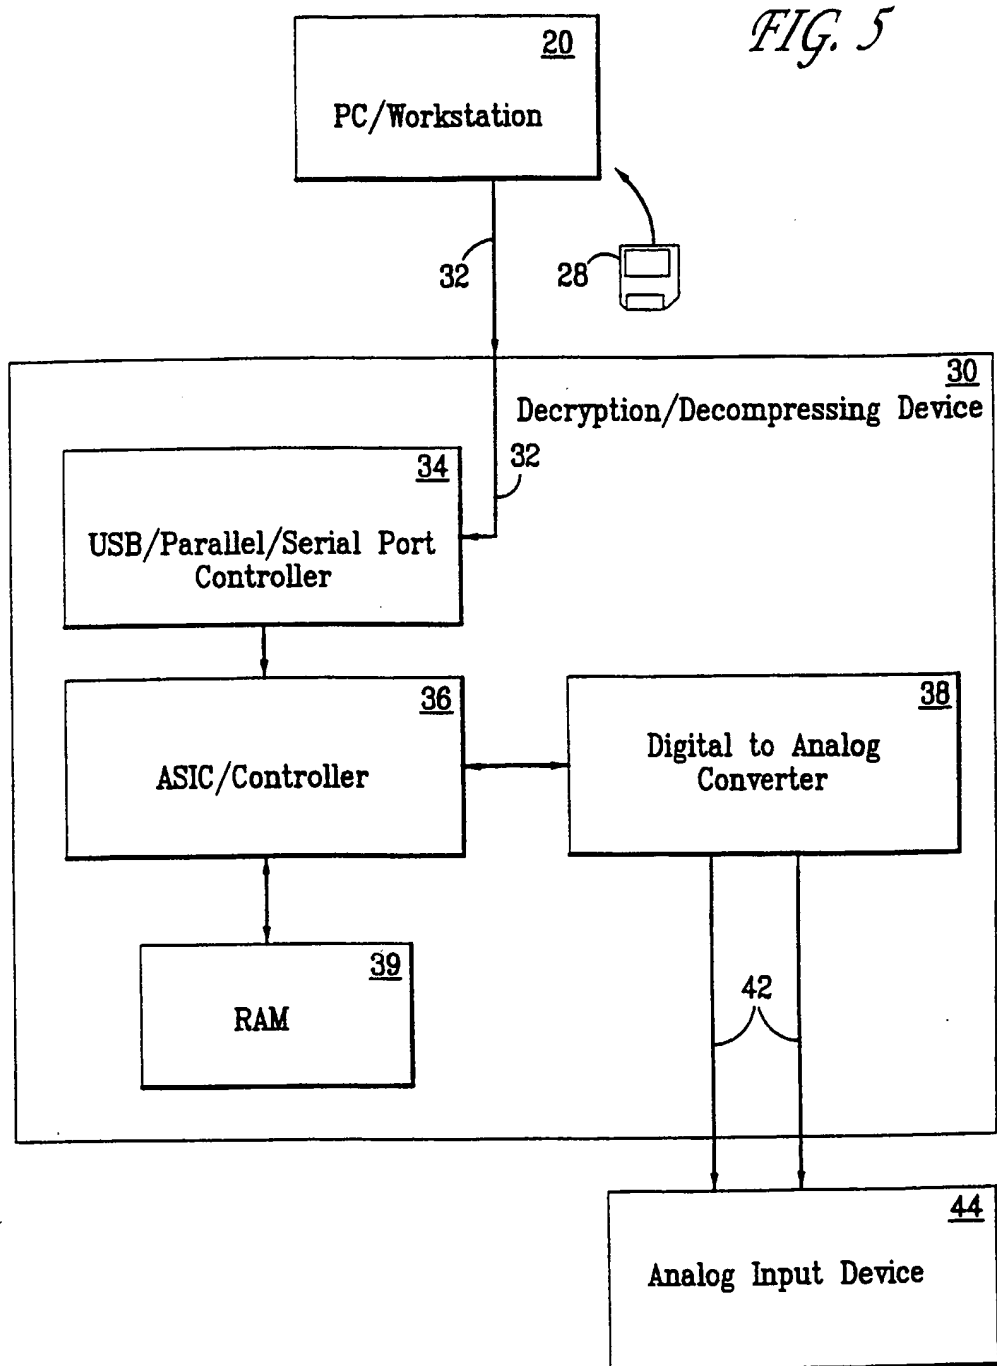 FIG. 5
20
PC/Workstation
32
28
30
Decryption/Decompressing Device
32
34
USB/Parallel/Serial Port
Controller
36
ASIC/Controller
38
Digital to Analog
Converter
39
RAM
42
44
Analog Input Device